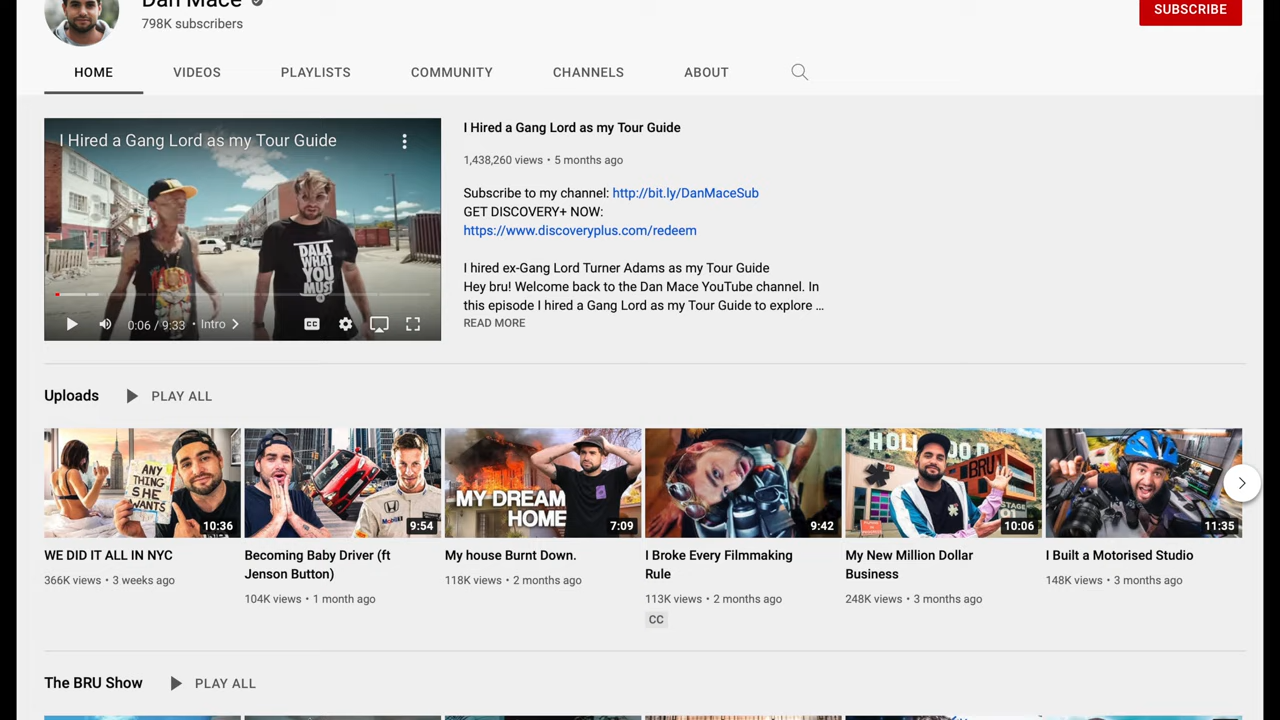 Dan Mace
798K subscribers
SUBSCRIBE
HOME
VIDEOS
PLAYLISTS
COMMUNITY
CHANNELS
ABOUT
I Hired a Gang Lord as my Tour Guide
DALA
WHAT
YOU
MUST
0:06 / 9:33 • Intro
CC
I Hired a Gang Lord as my Tour Guide
1,438,260 views • 5 months ago
Subscribe to my channel: http://bit.ly/DanMaceSub
GET DISCOVERY+ NOW:
https://www.discoveryplus.com/redeem
I hired ex-Gang Lord Turner Adams as my Tour Guide
Hey bru! Welcome back to the Dan Mace YouTube channel. In
this episode I hired a Gang Lord as my Tour Guide to explore ...
READ MORE
Uploads
PLAY ALL
ANY
THING
SHE
WANTS
10:36
WE DID IT ALL IN NYC
366K views • 3 weeks ago
9:54
Becoming Baby Driver (ft
Jenson Button)
104K views • 1 month ago
MY DREAM
HOME
7:09
My house Burnt Down.
118K views • 2 months ago
9:42
I Broke Every Filmmaking
Rule
113K views • 2 months ago
CC
BRU
STAGE
10:06
My New Million Dollar
Business
248K views • 3 months ago
11:35
I Built a Motorised Studio
148K views • 3 months ago
The BRU Show
PLAY ALL